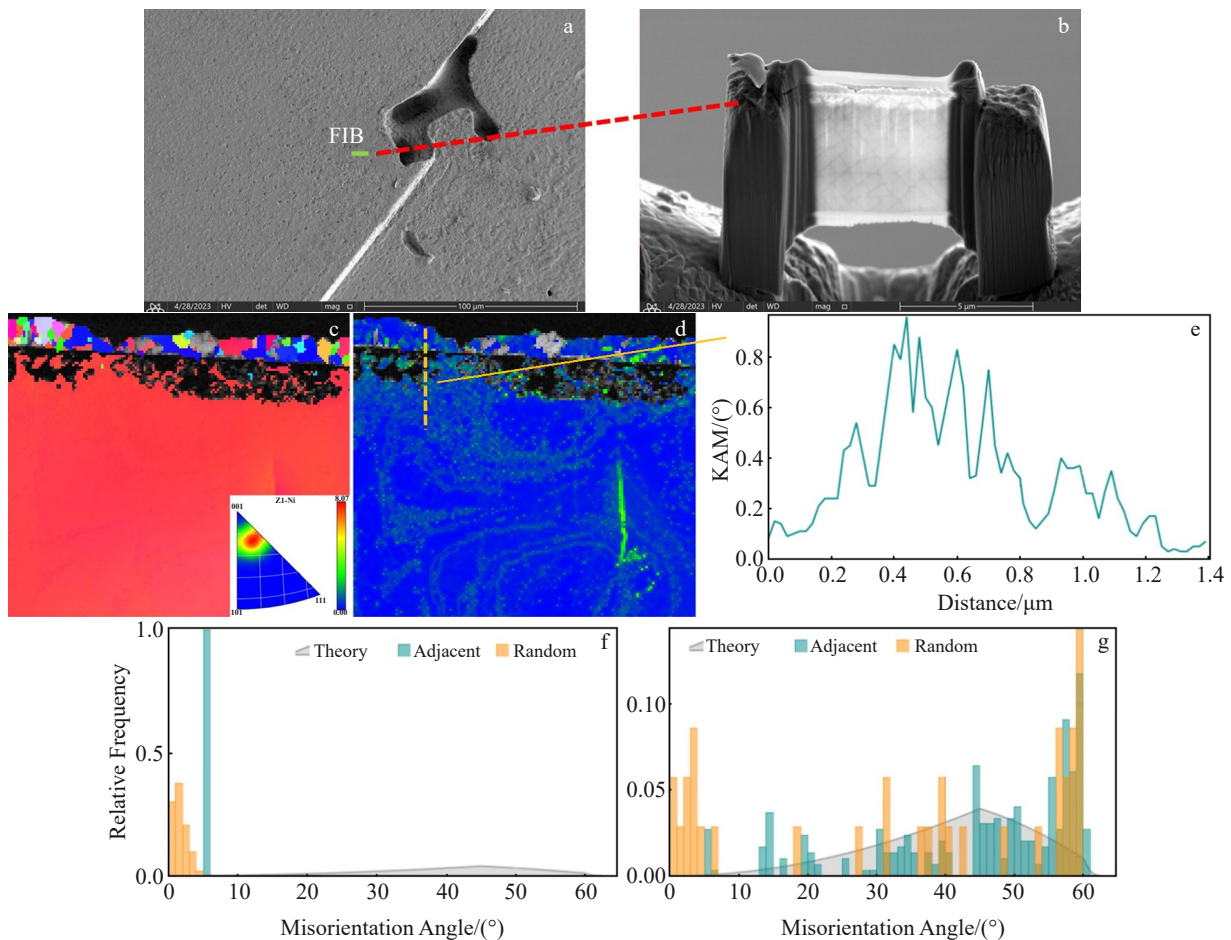 a
FIB
4/28/2023 HV det WD mag □ 100 μm
b
4/28/2023 HV det WD mag □ 5 μm
c
Z1-Ni
001
101
111
8.07
0.00
d
e
KAM/(°)
0.8
0.6
0.4
0.2
0.0
0.0 0.2 0.4 0.6 0.8 1.0 1.2 1.4
Distance/μm
f
Theory Adjacent Random
Relative Frequency
1.0
0.5
0.0
0 10 20 30 40 50 60
Misorientation Angle/(°)
g
Theory Adjacent Random
0.10
0.05
0.00
0 10 20 30 40 50 60
Misorientation Angle/(°)